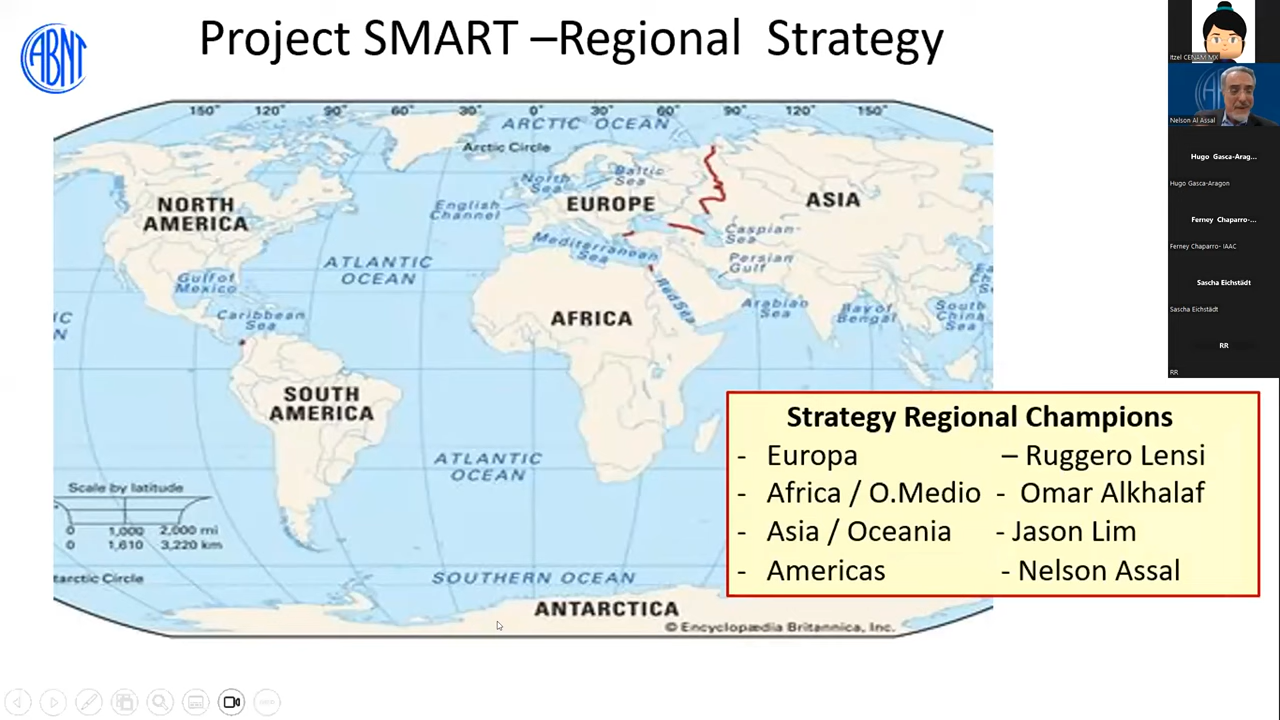 Project SMART –Regional Strategy
ABNT
150° 120° 90° 60° 30° 0° 30° 60° 90° 120° 150°
ARCTIC OCEAN
Arctic Circle
NORTH
AMERICA
North
Sea
Baltic
Sea
English
Channel
EUROPE
ASIA
Caspian
Sea
Mediterranean
Sea
Persian
Gulf
ATLANTIC
OCEAN
Gulf of
Mexico
Caribbean
Sea
AFRICA
Red Sea
Arabian
Sea
Bay of
Bengal
South
China
Sea
IC
N
Ea
Ch
S
SOUTH
AMERICA
ATLANTIC
OCEAN
Scale by latitude
0 1,000 2,000 mi
0 1,610 3,220 km
tarctic Circle
SOUTHERN OCEAN
ANTARCTICA
© Encyclopædia Britannica, Inc.
Strategy Regional Champions
- Europa – Ruggero Lensi
- Africa / O.Medio - Omar Alkhalaf
- Asia / Oceania - Jason Lim
- Americas - Nelson Assal
Itzel CENAM MX
Nelson Al Assal
Hugo Gasca-Arag...
Hugo Gasca-Aragon
Ferney Chaparro-...
Ferney Chaparro- IAAC
Sascha Eichstädt
Sascha Eichstädt
RR
RR